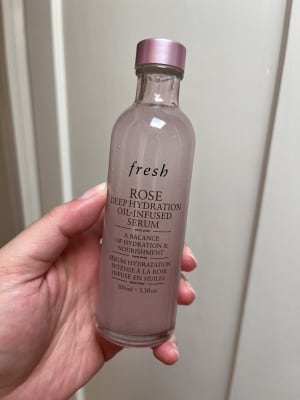 fresh
ROSE
DEEP HYDRATION
OIL-INFUSED
SERUM
A BALANCE
OF HYDRATION &
NOURISHMENT
SÉRUM HYDRATATION
INTENSE À LA ROSE
INFUSÉ EN HUILES
100ml • 3.3fl oz